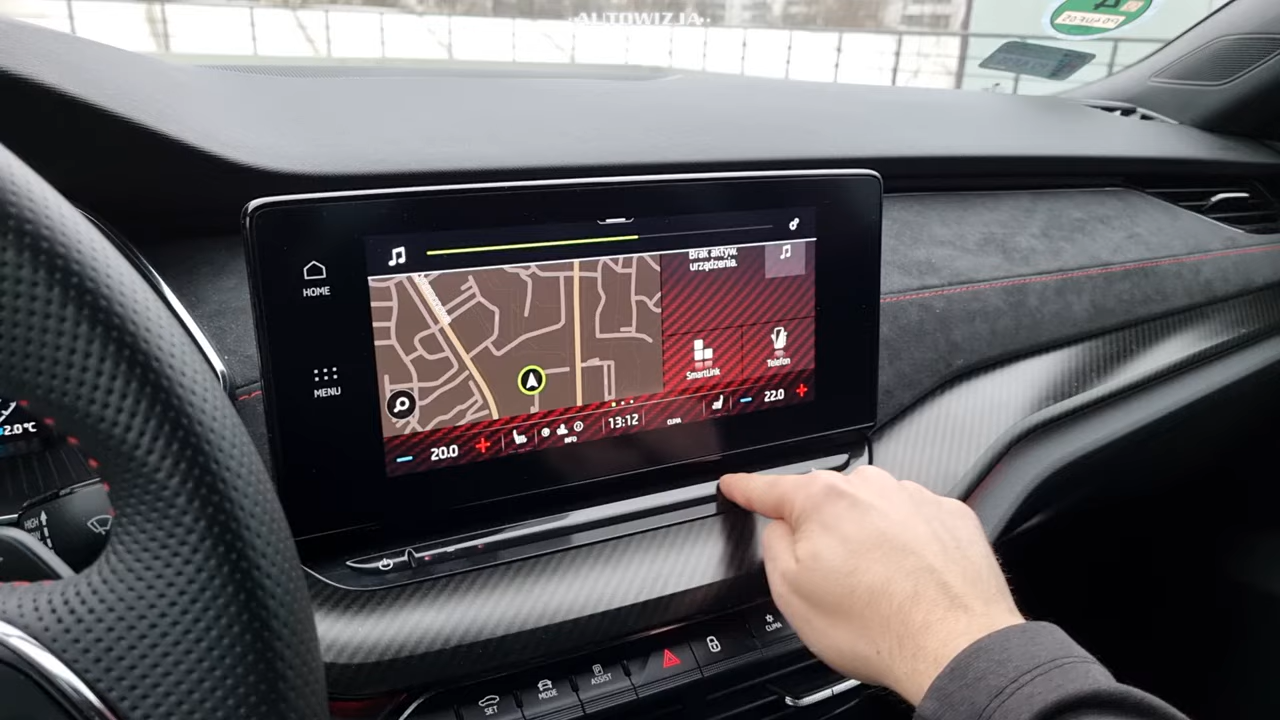 AUTOWIZJA
HOME
MENU
Brak aktyw.
urządzenia.
SmartLink
Telefon
20.0
INFO
13:12
CLIMA
22.0
2.0°C
HIGH
LOW
SET
MODE
ASSIST
CLIMA